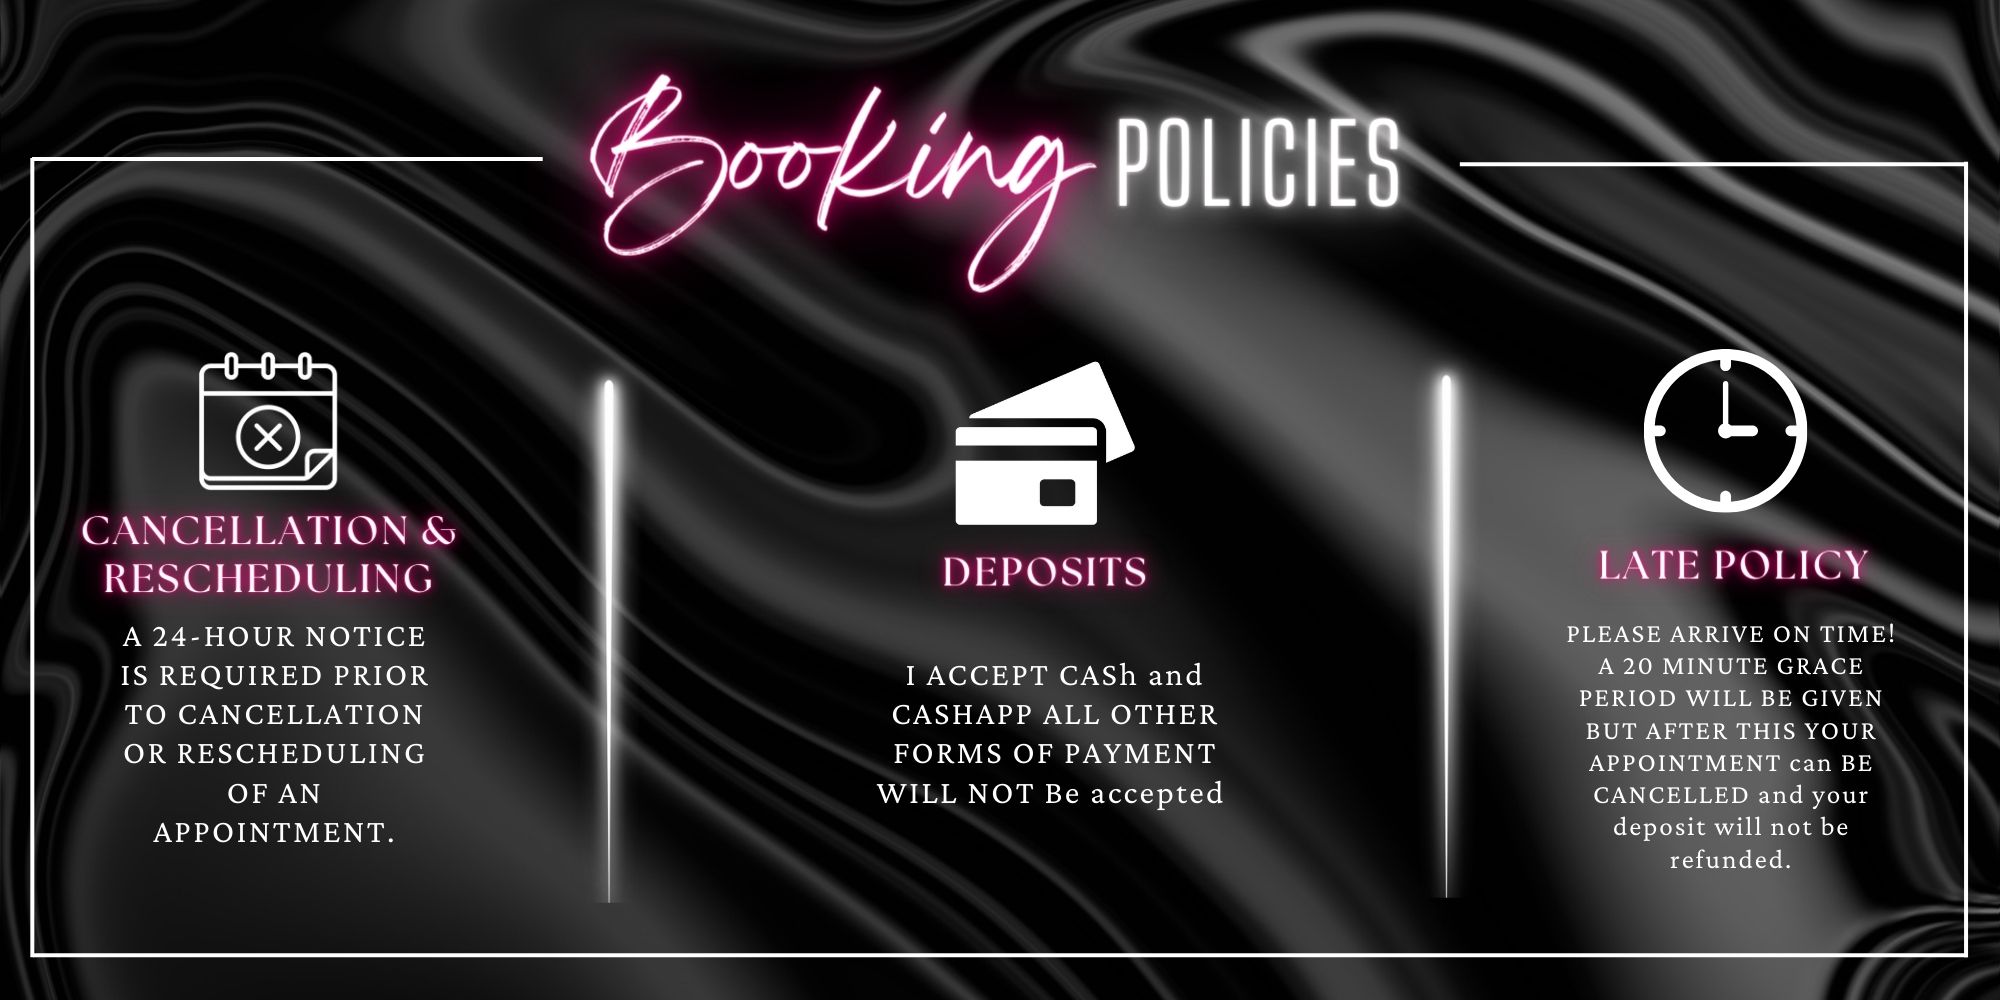 Booking POLICIES
CANCELLATION &
RESCHEDULING
A 24-HOUR NOTICE
IS REQUIRED PRIOR
TO CANCELLATION
OR RESCHEDULING
OF AN
APPOINTMENT.
DEPOSITS
I ACCEPT CASh and
CASHAPP ALL OTHER
FORMS OF PAYMENT
WILL NOT Be accepted
LATE POLICY
PLEASE ARRIVE ON TIME!
A 20 MINUTE GRACE
PERIOD WILL BE GIVEN
BUT AFTER THIS YOUR
APPOINTMENT can BE
CANCELLED and your
deposit will not be
refunded.